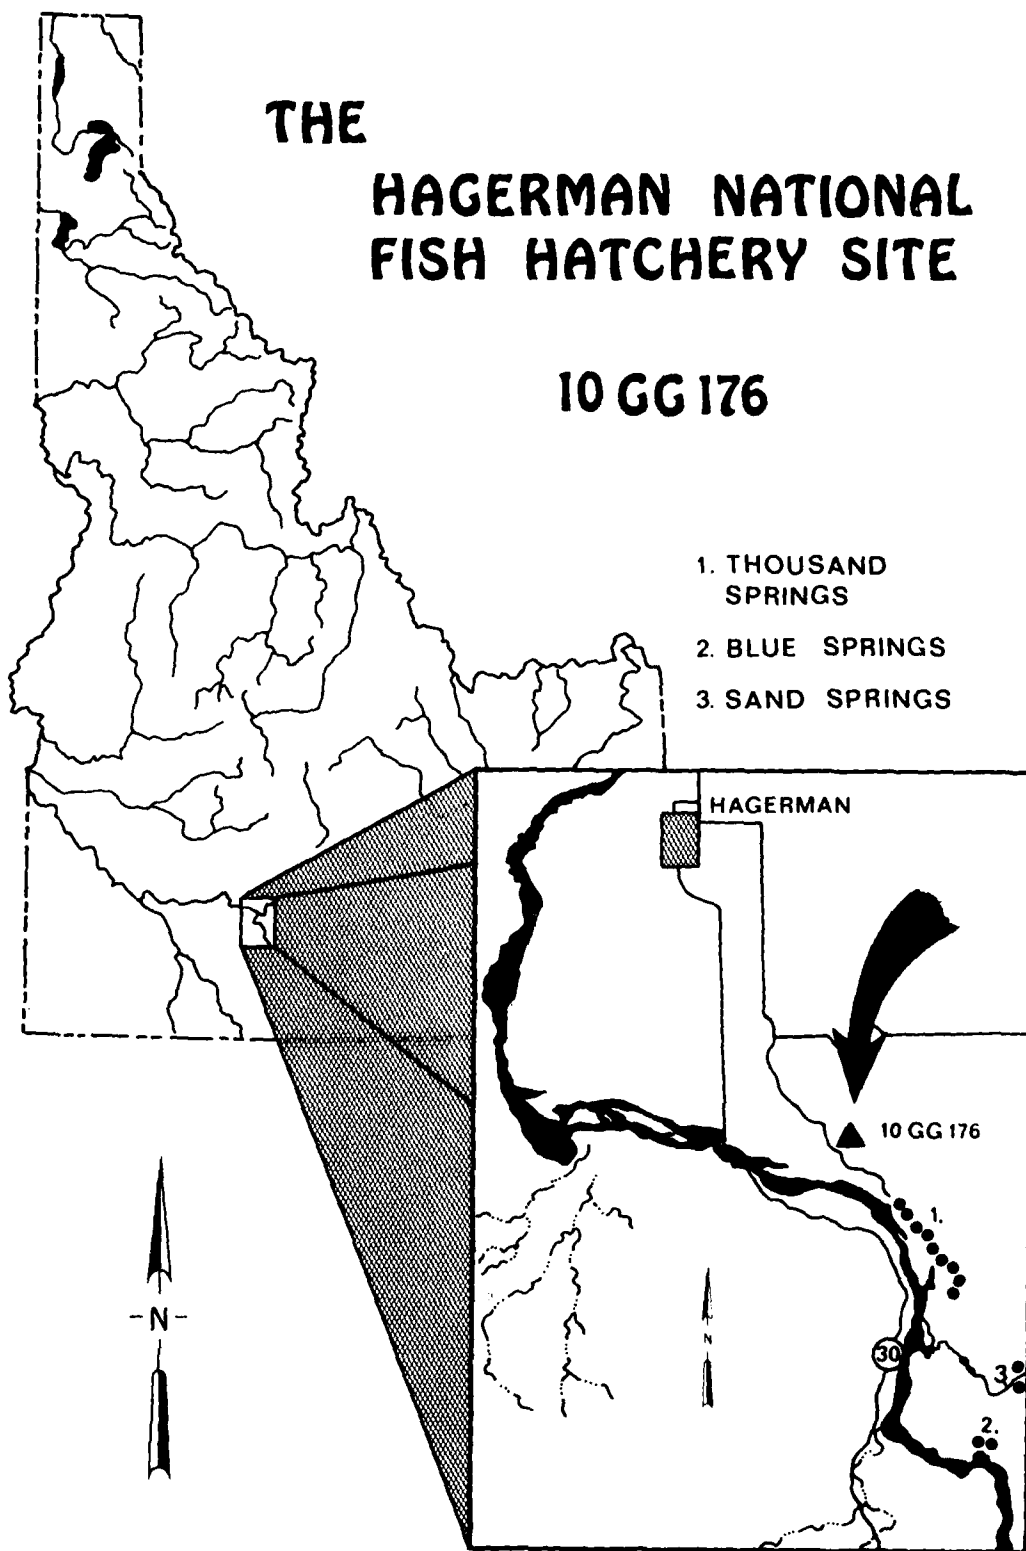 THE
HAGERMAN NATIONAL
FISH HATCHERY SITE
10 GG 176
1. THOUSAND
SPRINGS
2. BLUE SPRINGS
3. SAND SPRINGS
HAGERMAN
10 GG 176
1.
-N-
N
30
3.
2.